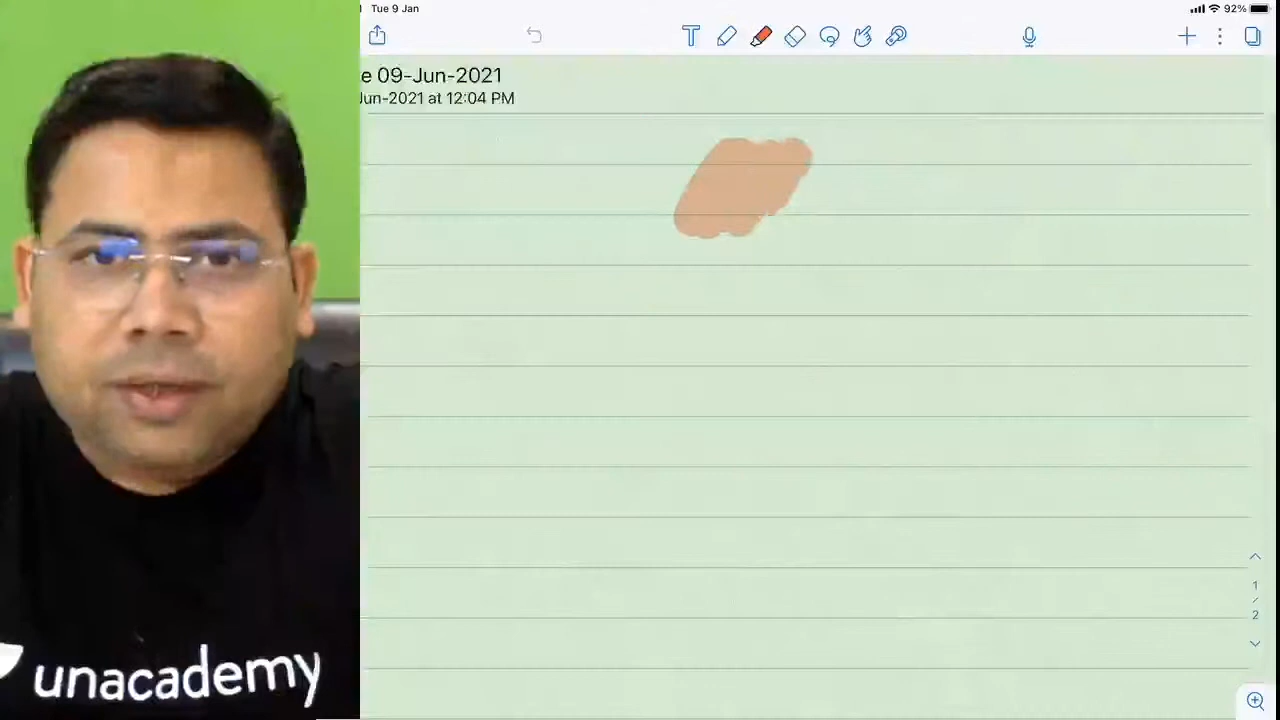 Tue 9 Jan
92%
T
e 09-Jun-2021
Jun-2021 at 12:04 PM
1
2
unacademy